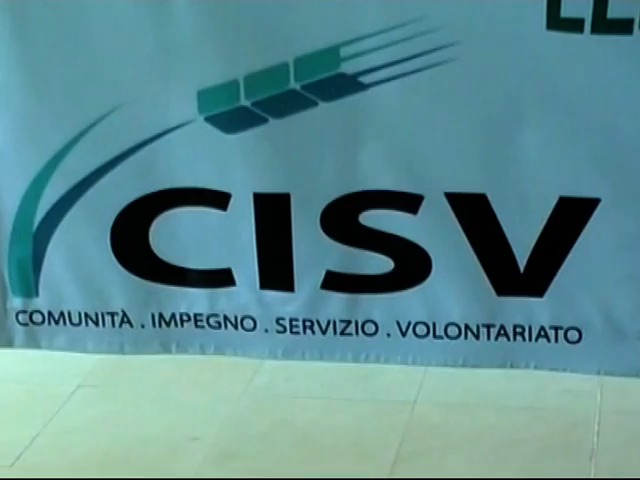 CISV
COMUNITÀ . IMPEGNO . SERVIZIO . VOLONTARIATO